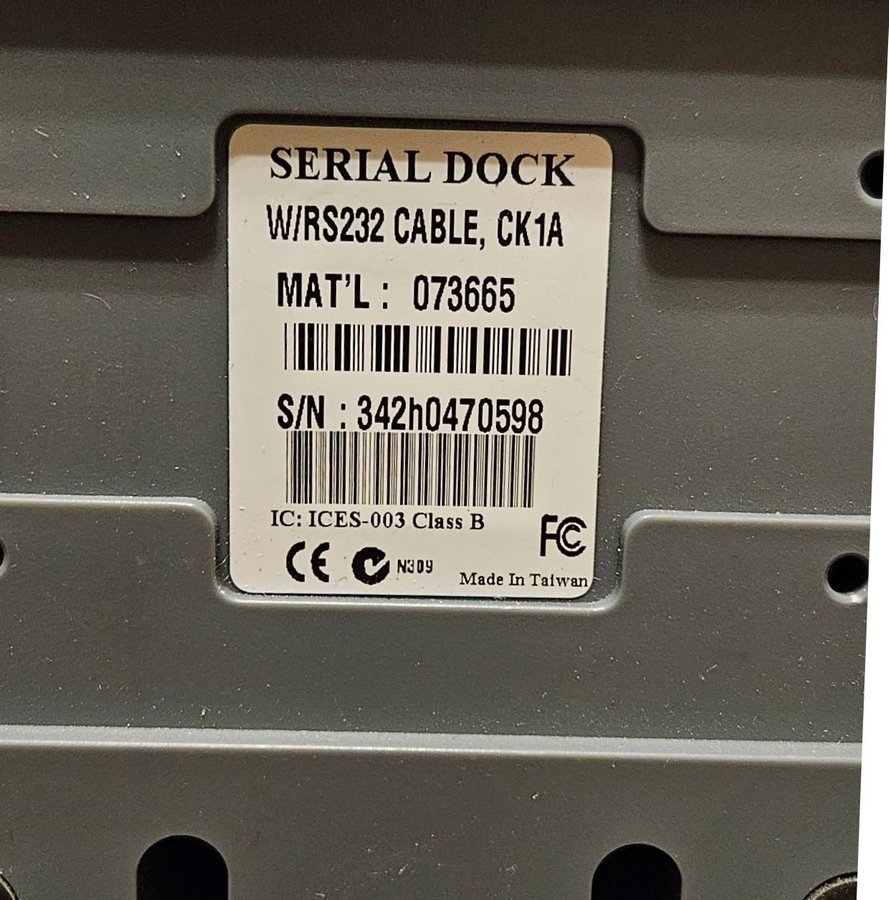 SERIAL DOCK
W/RS232 CABLE, CK1A
MAT'L : 073665
S/N : 342h0470598
IC: ICES-003 Class B
FC
CE N309
Made In Taiwan